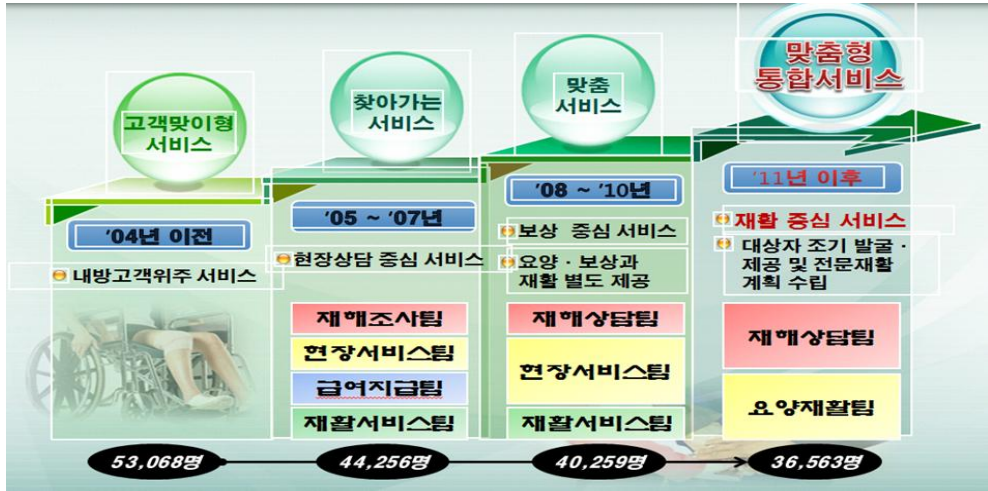 고객맞이형
서비스
'04년 이전
내방고객위주 서비스
53,068명
찾아가는
서비스
'05 ~ '07년
현장상담 중심 서비스
재해조사팀
현장서비스팀
급여지급팀
재활서비스팀
44,256명
맞춤
서비스
'08 ~ '10년
보상 중심 서비스
요양·보상과
재활 별도 제공
재해상담팀
현장서비스팀
재활서비스팀
40,259명
맞춤형
통합서비스
'11년 이후
재활 중심 서비스
대상자 조기 발굴·
제공 및 전문재활
계획 수립
재해상담팀
요양재활팀
36,563명